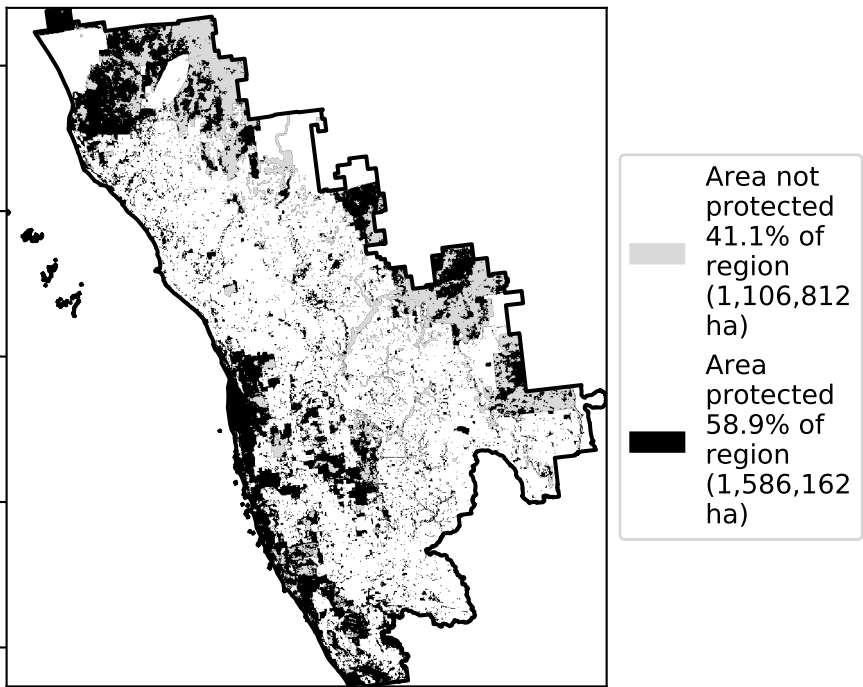 Area not
protected
41.1% of
region
(1,106,812
ha)
Area
protected
58.9% of
region
(1,586,162
ha)